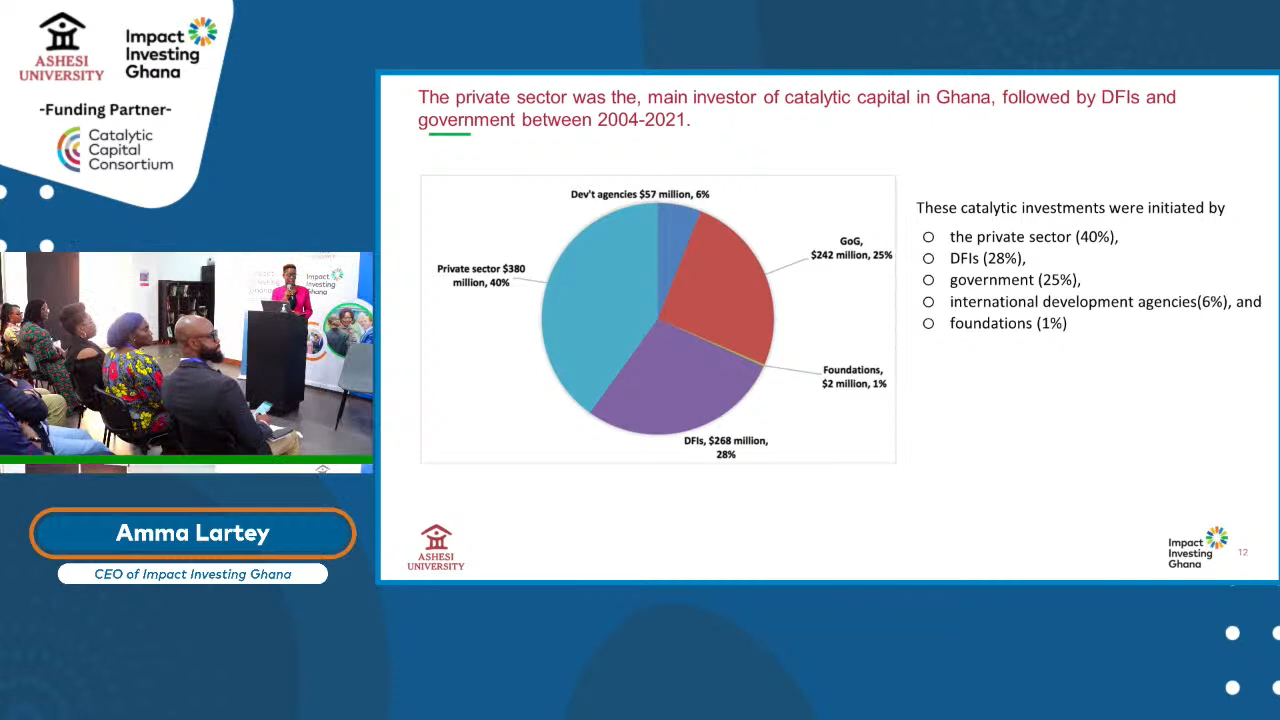 ASHESI
UNIVERSITY
Impact
Investing
Ghana
-Funding Partner-
Catalytic
Capital
Consortium
The private sector was the, main investor of catalytic capital in Ghana, followed by DFIs and
government between 2004-2021.
Dev't agencies $57 million, 6%
GoG,
$242 million, 25%
Private sector $380
million, 40%
Foundations,
$2 million, 1%
DFIs, $268 million,
28%
These catalytic investments were initiated by
the private sector (40%),
DFIs (28%),
government (25%),
international development agencies(6%), and
foundations (1%)
Impact
Investing
Ghana
Amma Lartey
CEO of Impact Investing Ghana
ASHESI
UNIVERSITY
Impact
Investing
Ghana
12